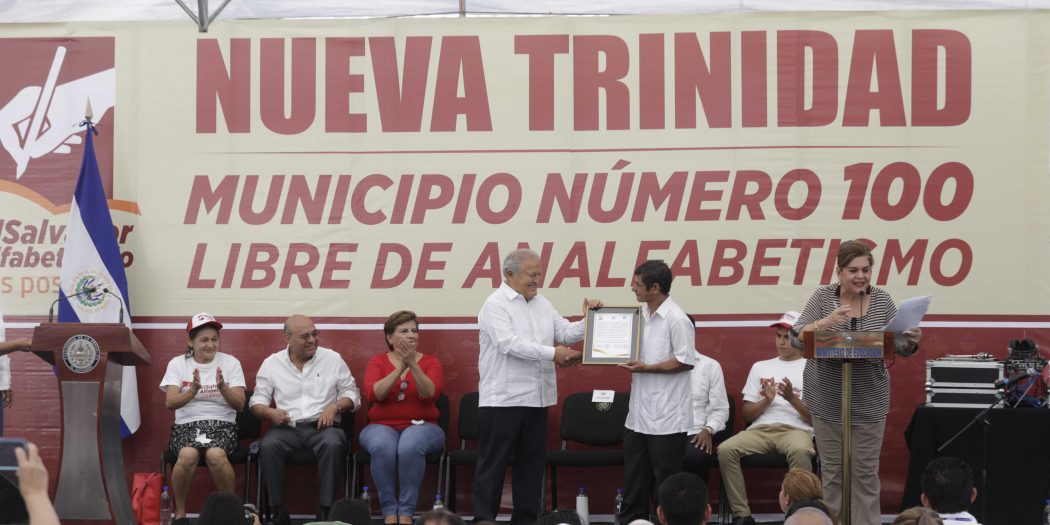 NUEVA TRINIDAD
MUNICIPIO NÚMERO 100
LIBRE DE ANALFABETISMO
MINISTERIO DE EDUCACIÓN